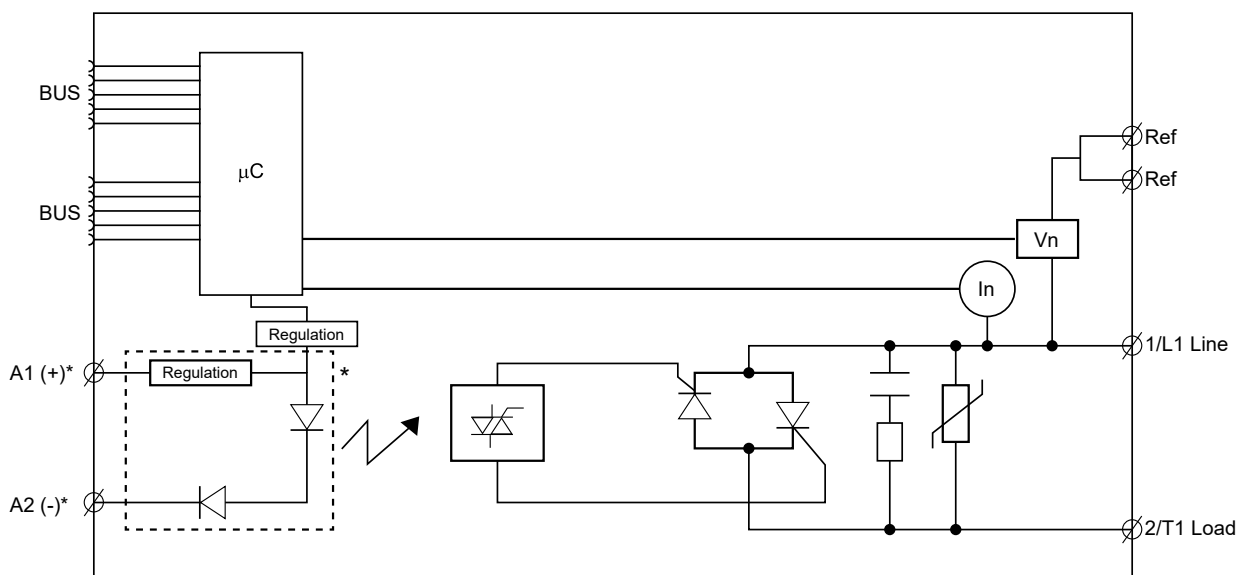 BUS
μC
Ref
Ref
BUS
Vn
In
Regulation
1/L1 Line
A1 (+)*
Regulation
*
A2 (-)*
2/T1 Load